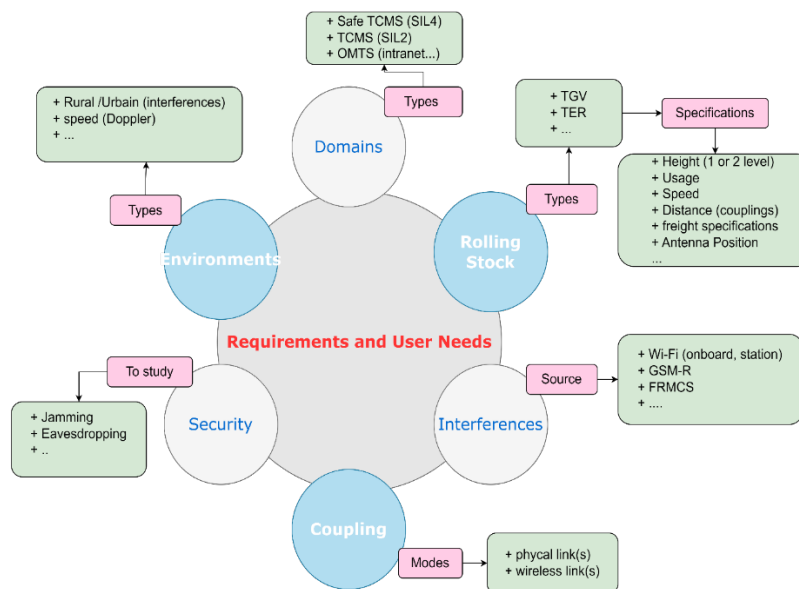 + Safe TCMS (SIL4)
+ TCMS (SIL2)
+ OMTS (intranet...)
Types
Domains
+ Rural /Urbain (interferences)
+ speed (Doppler)
+ ...
Types
Environments
+ TGV
+ TER
+ ...
Specifications
Types
Rolling
Stock
+ Height (1 or 2 level)
+ Usage
+ Speed
+ Distance (couplings)
+ freight specifications
+ Antenna Position
...
Requirements and User Needs
To study
Security
+ Jamming
+ Eavesdropping
+ ..
Source
Interferences
+ Wi-Fi (onboard, station)
+ GSM-R
+ FRMCS
+ ....
Coupling
Modes
+ phycal link(s)
+ wireless link(s)